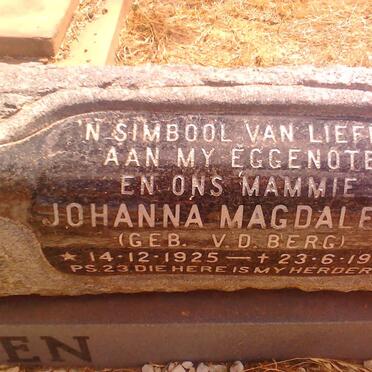 'N SIMBOOL VAN LIEF
AAN MY EGGENOTE
EN ONS MAMMIE
JOHANNA MAGDALE
(GEB. V.D. BERG)
★ 14-12-1925 — † 23-6-19
PS. 23. DIE HERE IS MY HERDER
EN